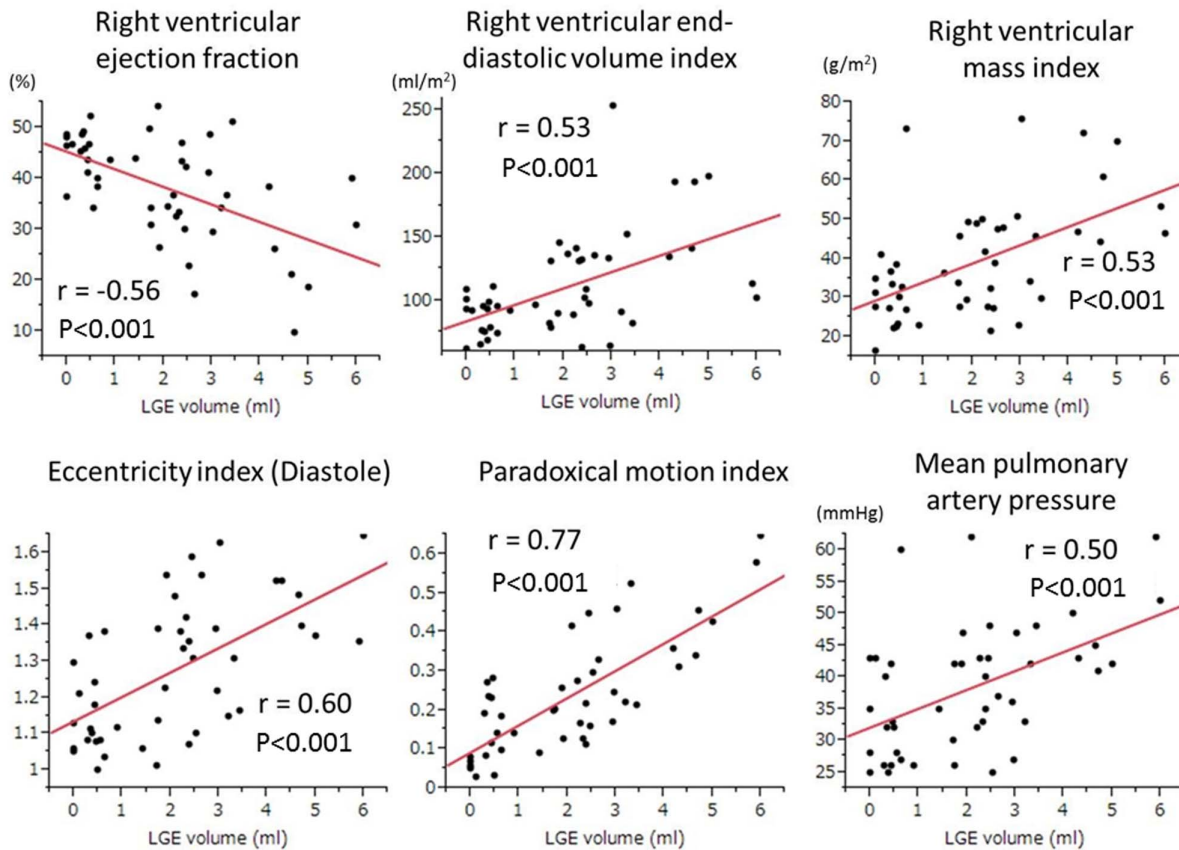 Right ventricular
ejection fraction
(%)
50
40
30
20
10
r = -0.56
P<0.001
0 1 2 3 4 5 6
LGE volume (ml)
Right ventricular end-
diastolic volume index
(ml/m²)
250
200
150
100
r = 0.53
P<0.001
0 1 2 3 4 5 6
LGE volume (ml)
Right ventricular
mass index
(g/m²)
80
70
60
50
40
30
20
r = 0.53
P<0.001
0 1 2 3 4 5 6
LGE volume (ml)
Eccentricity index (Diastole)
1.6
1.5
1.4
1.3
1.2
1.1
1
r = 0.60
P<0.001
0 1 2 3 4 5 6
LGE volume (ml)
Paradoxical motion index
0.6
0.5
0.4
0.3
0.2
0.1
0
r = 0.77
P<0.001
0 1 2 3 4 5 6
LGE volume (ml)
Mean pulmonary
artery pressure
(mmHg)
60
55
50
45
40
35
30
25
r = 0.50
P<0.001
0 1 2 3 4 5 6
LGE volume (ml)